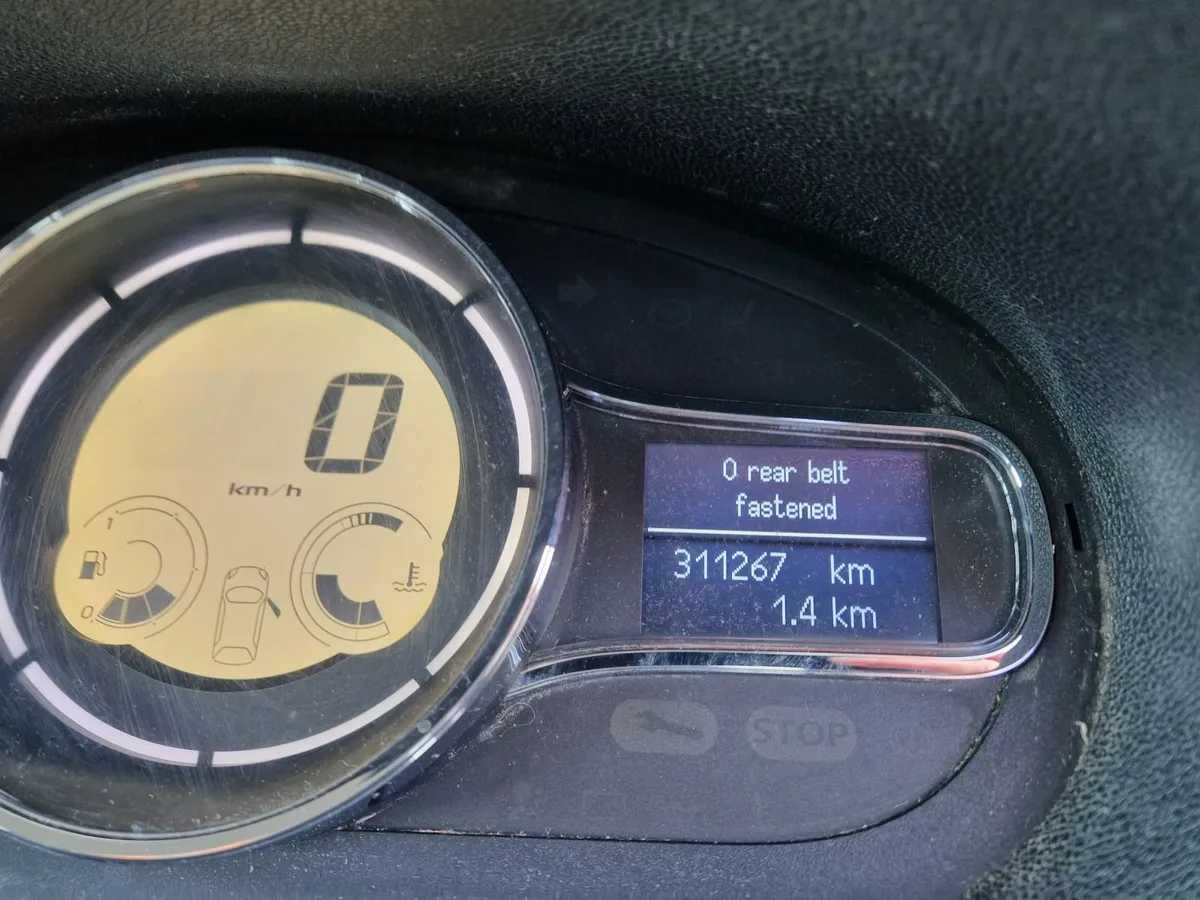 0
km/h
1
0
0 rear belt
fastened
311267 km
1.4 km
STOP